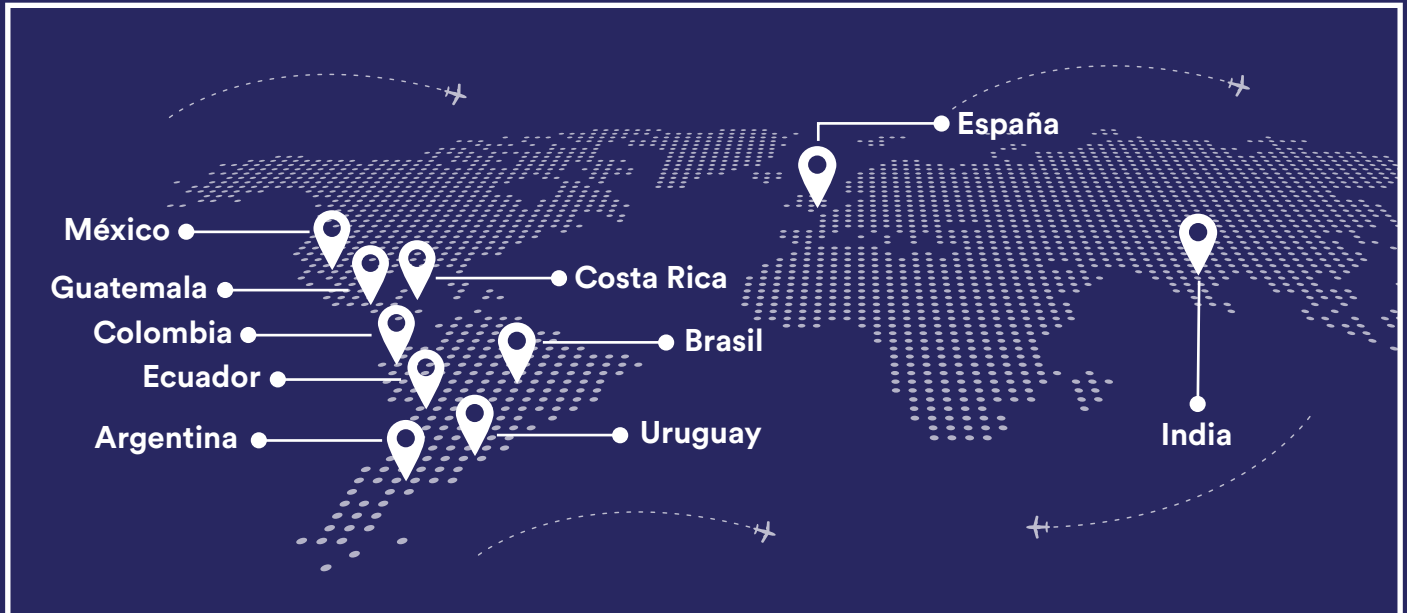 España
México
Guatemala
Costa Rica
Colombia
Brasil
Ecuador
Argentina
Uruguay
India